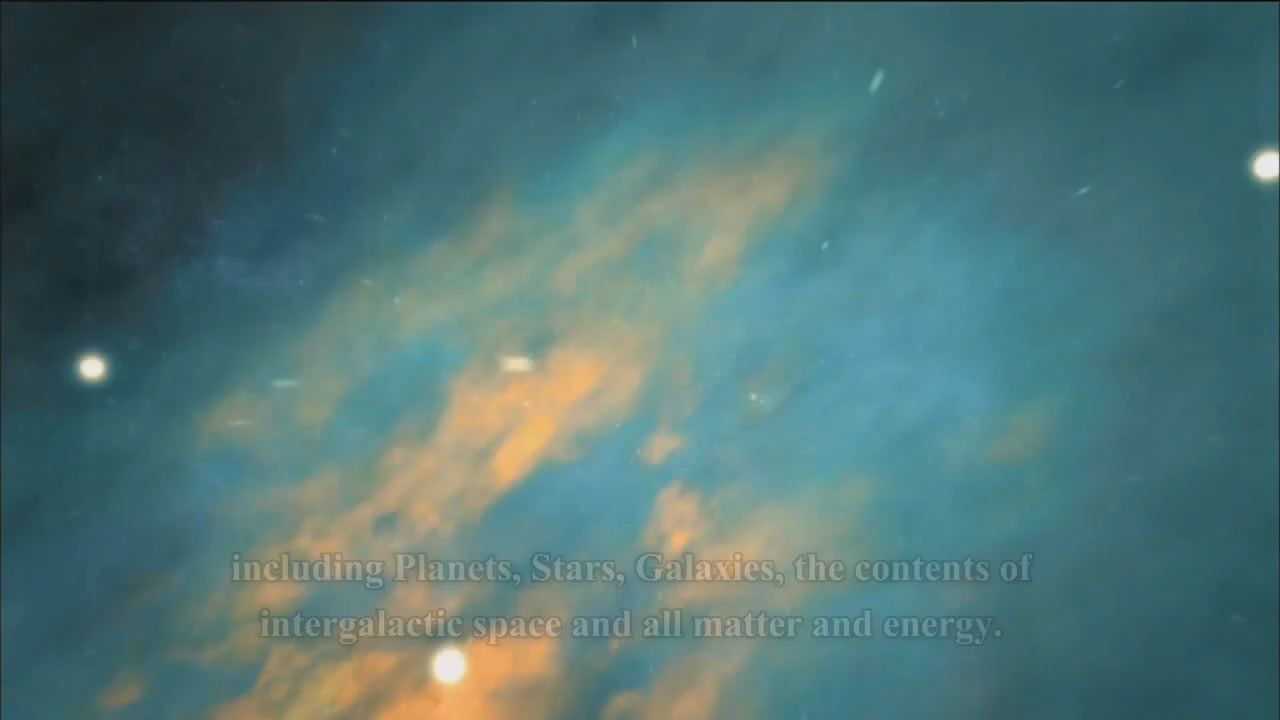 including Planets, Stars, Galaxies, the contents of
intergalactic space and all matter and energy.